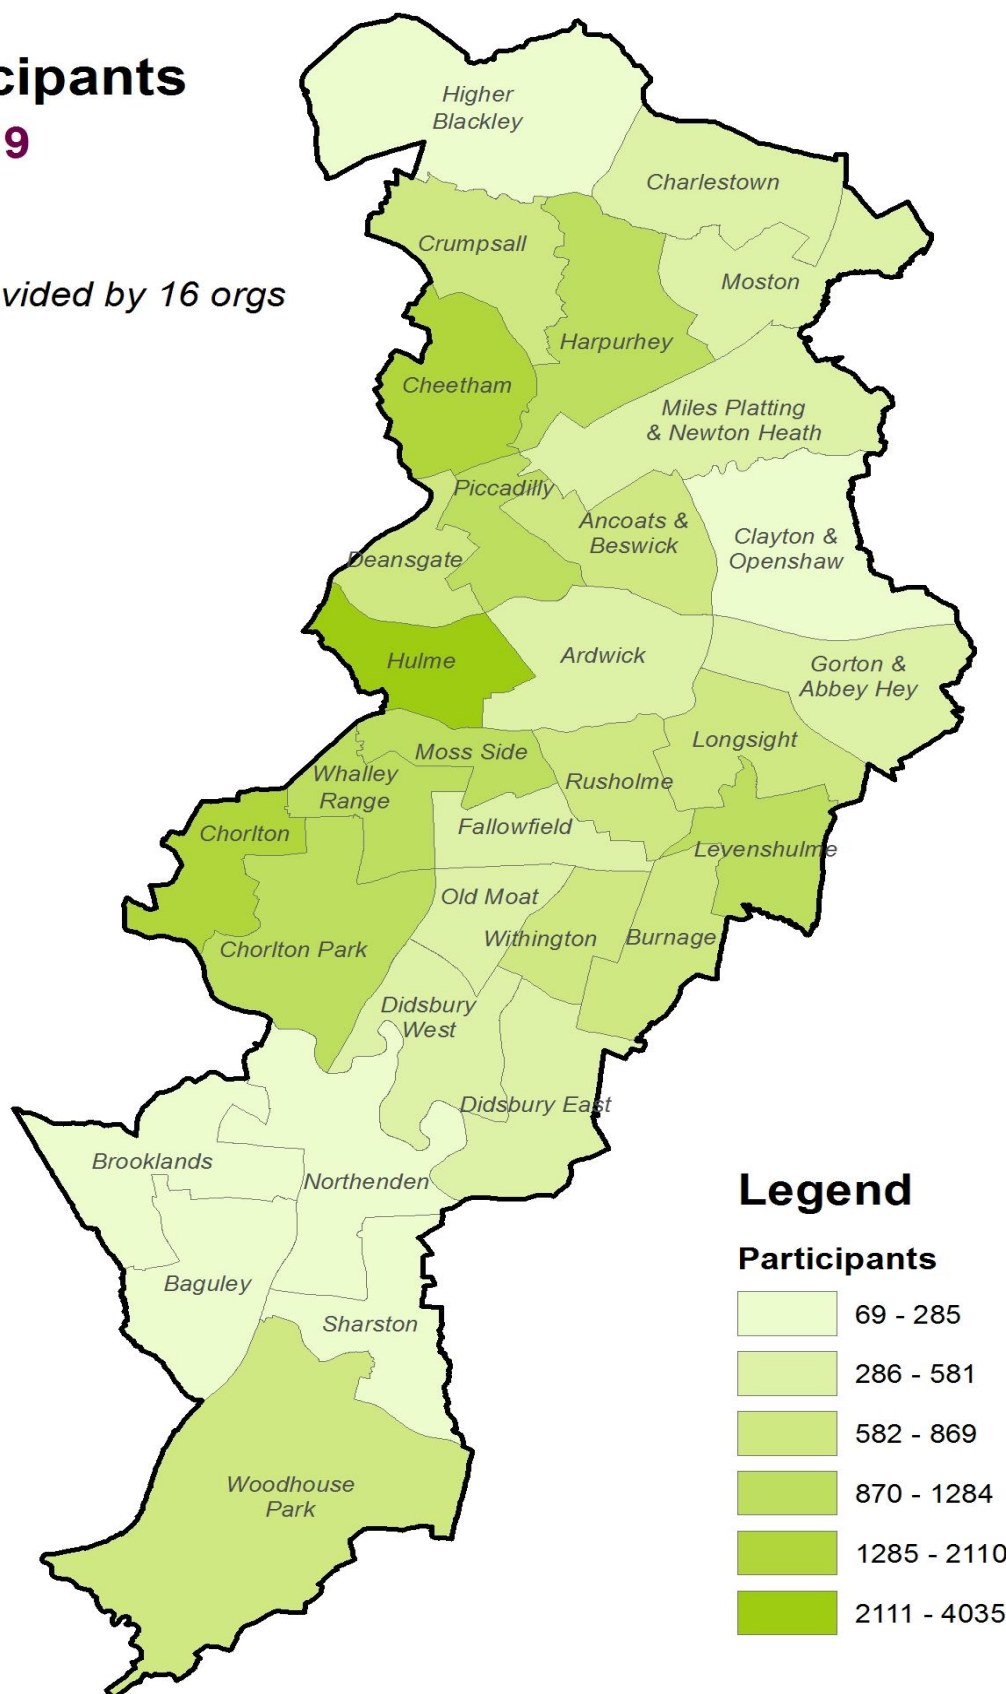 cipants
9
vided by 16 orgs
Higher
Blackley
Charlestown
Crumpsall
Moston
Harpurhey
Cheetham
Miles Platting
& Newton Heath
Piccadilly
Ancoats &
Beswick
Clayton &
Openshaw
Deansgate
Hulme
Ardwick
Gorton &
Abbey Hey
Longsight
Moss Side
Whalley
Range
Rusholme
Chorlton
Fallowfield
Levenshulme
Old Moat
Withington
Burnage
Chorlton Park
Didsbury
West
Didsbury East
Brooklands
Northenden
Baguley
Sharston
Woodhouse
Park
Legend
Participants
69 - 285
286 - 581
582 - 869
870 - 1284
1285 - 2110
2111 - 4035